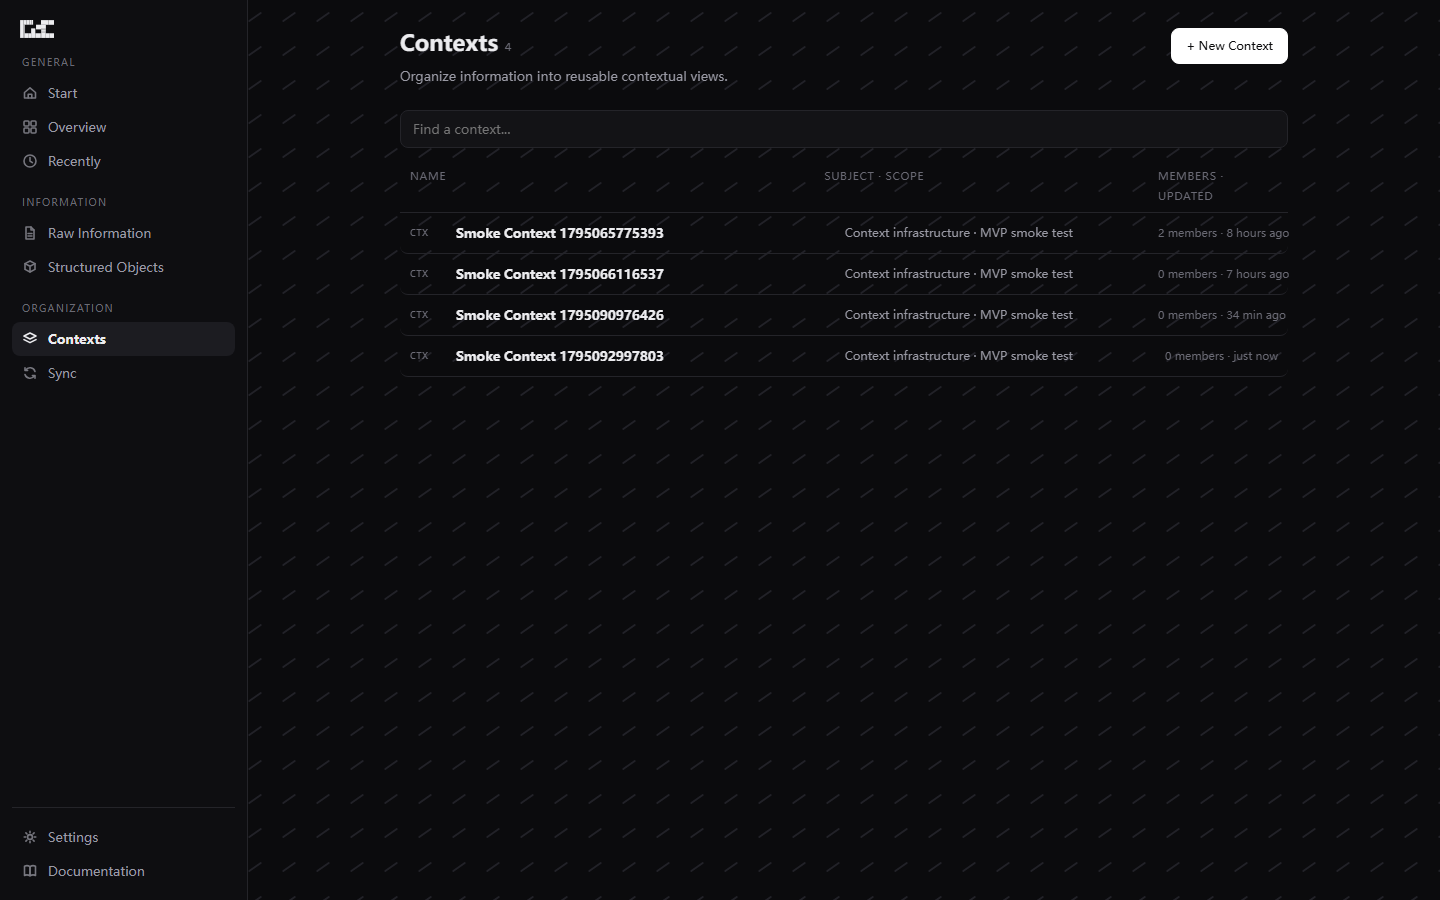 GENERAL
Start
Overview
Recently
INFORMATION
Raw Information
Structured Objects
ORGANIZATION
Contexts
Sync
Settings
Documentation
Contexts 4
+ New Context
Organize information into reusable contextual views.
Find a context...
NAME SUBJECT · SCOPE MEMBERS · UPDATED
CTX Smoke Context 1795065775393 Context infrastructure · MVP smoke test 2 members · 8 hours ago
CTX Smoke Context 1795066116537 Context infrastructure · MVP smoke test 0 members · 7 hours ago
CTX Smoke Context 1795090976426 Context infrastructure · MVP smoke test 0 members · 34 min ago
CTX Smoke Context 1795092997803 Context infrastructure · MVP smoke test 0 members · just now